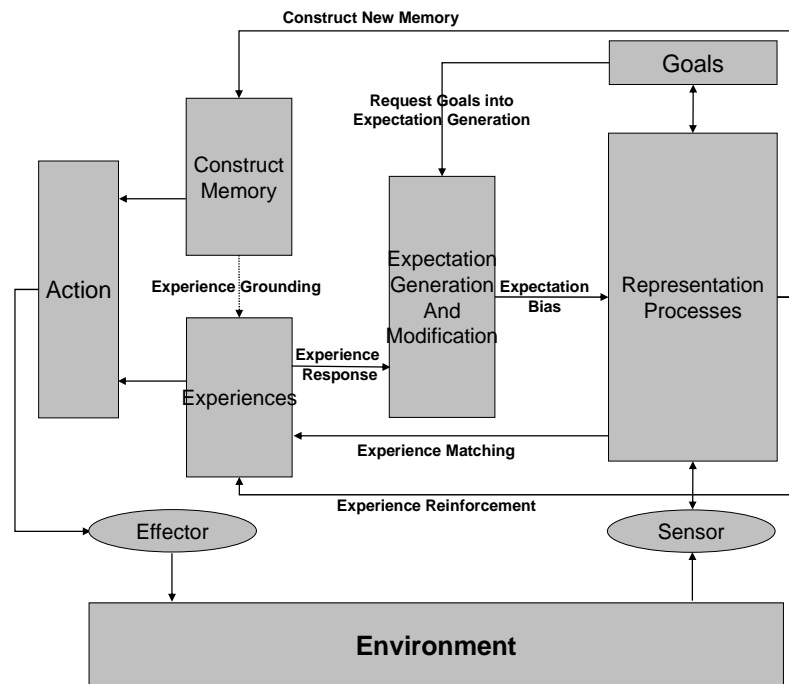 Construct New Memory
Goals
Request Goals into
Expectation Generation
Construct
Memory
Action
Expectation
Generation
And
Modification
Expectation
Bias
Representation
Processes
Experience Grounding
Experience
Response
Experiences
Experience Matching
Experience Reinforcement
Effector
Sensor
Environment